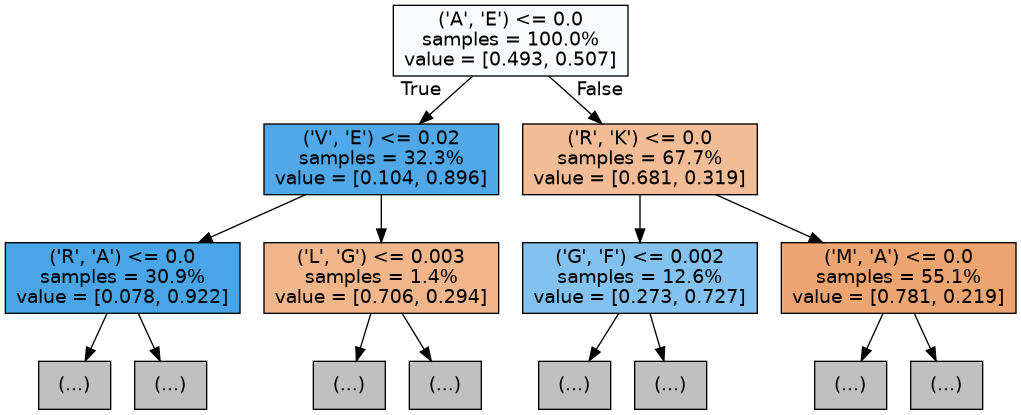 ('A', 'E') <= 0.0
samples = 100.0%
value = [0.493, 0.507]
True
False
('V', 'E') <= 0.02
samples = 32.3%
value = [0.104, 0.896]
('R', 'K') <= 0.0
samples = 67.7%
value = [0.681, 0.319]
('R', 'A') <= 0.0
samples = 30.9%
value = [0.078, 0.922]
('L', 'G') <= 0.003
samples = 1.4%
value = [0.706, 0.294]
('G', 'F') <= 0.002
samples = 12.6%
value = [0.273, 0.727]
('M', 'A') <= 0.0
samples = 55.1%
value = [0.781, 0.219]
(...)
(...)
(...)
(...)
(...)
(...)
(...)
(...)